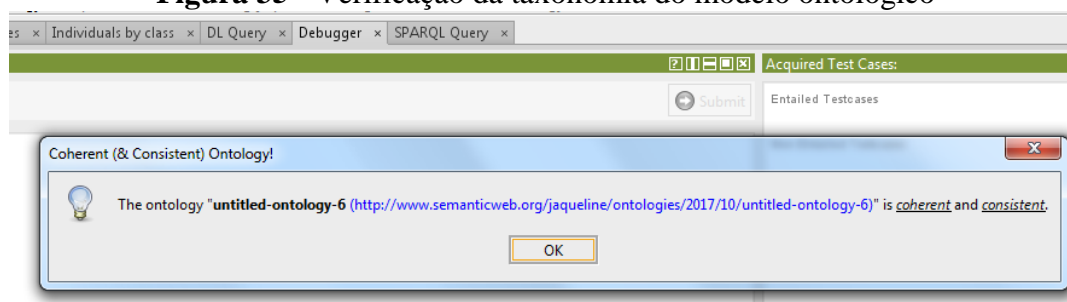 Figura 33 - Verificação da taxonomia do modelo ontológico
es × Individuals by class × DL Query × Debugger × SPARQL Query ×
Acquired Test Cases:
Submit
Entailed Testcases
Coherent (& Consistent) Ontology!
The ontology "untitled-ontology-6 (http://www.semanticweb.org/jaqueline/ontologies/2017/10/untitled-ontology-6)" is coherent and consistent.
OK